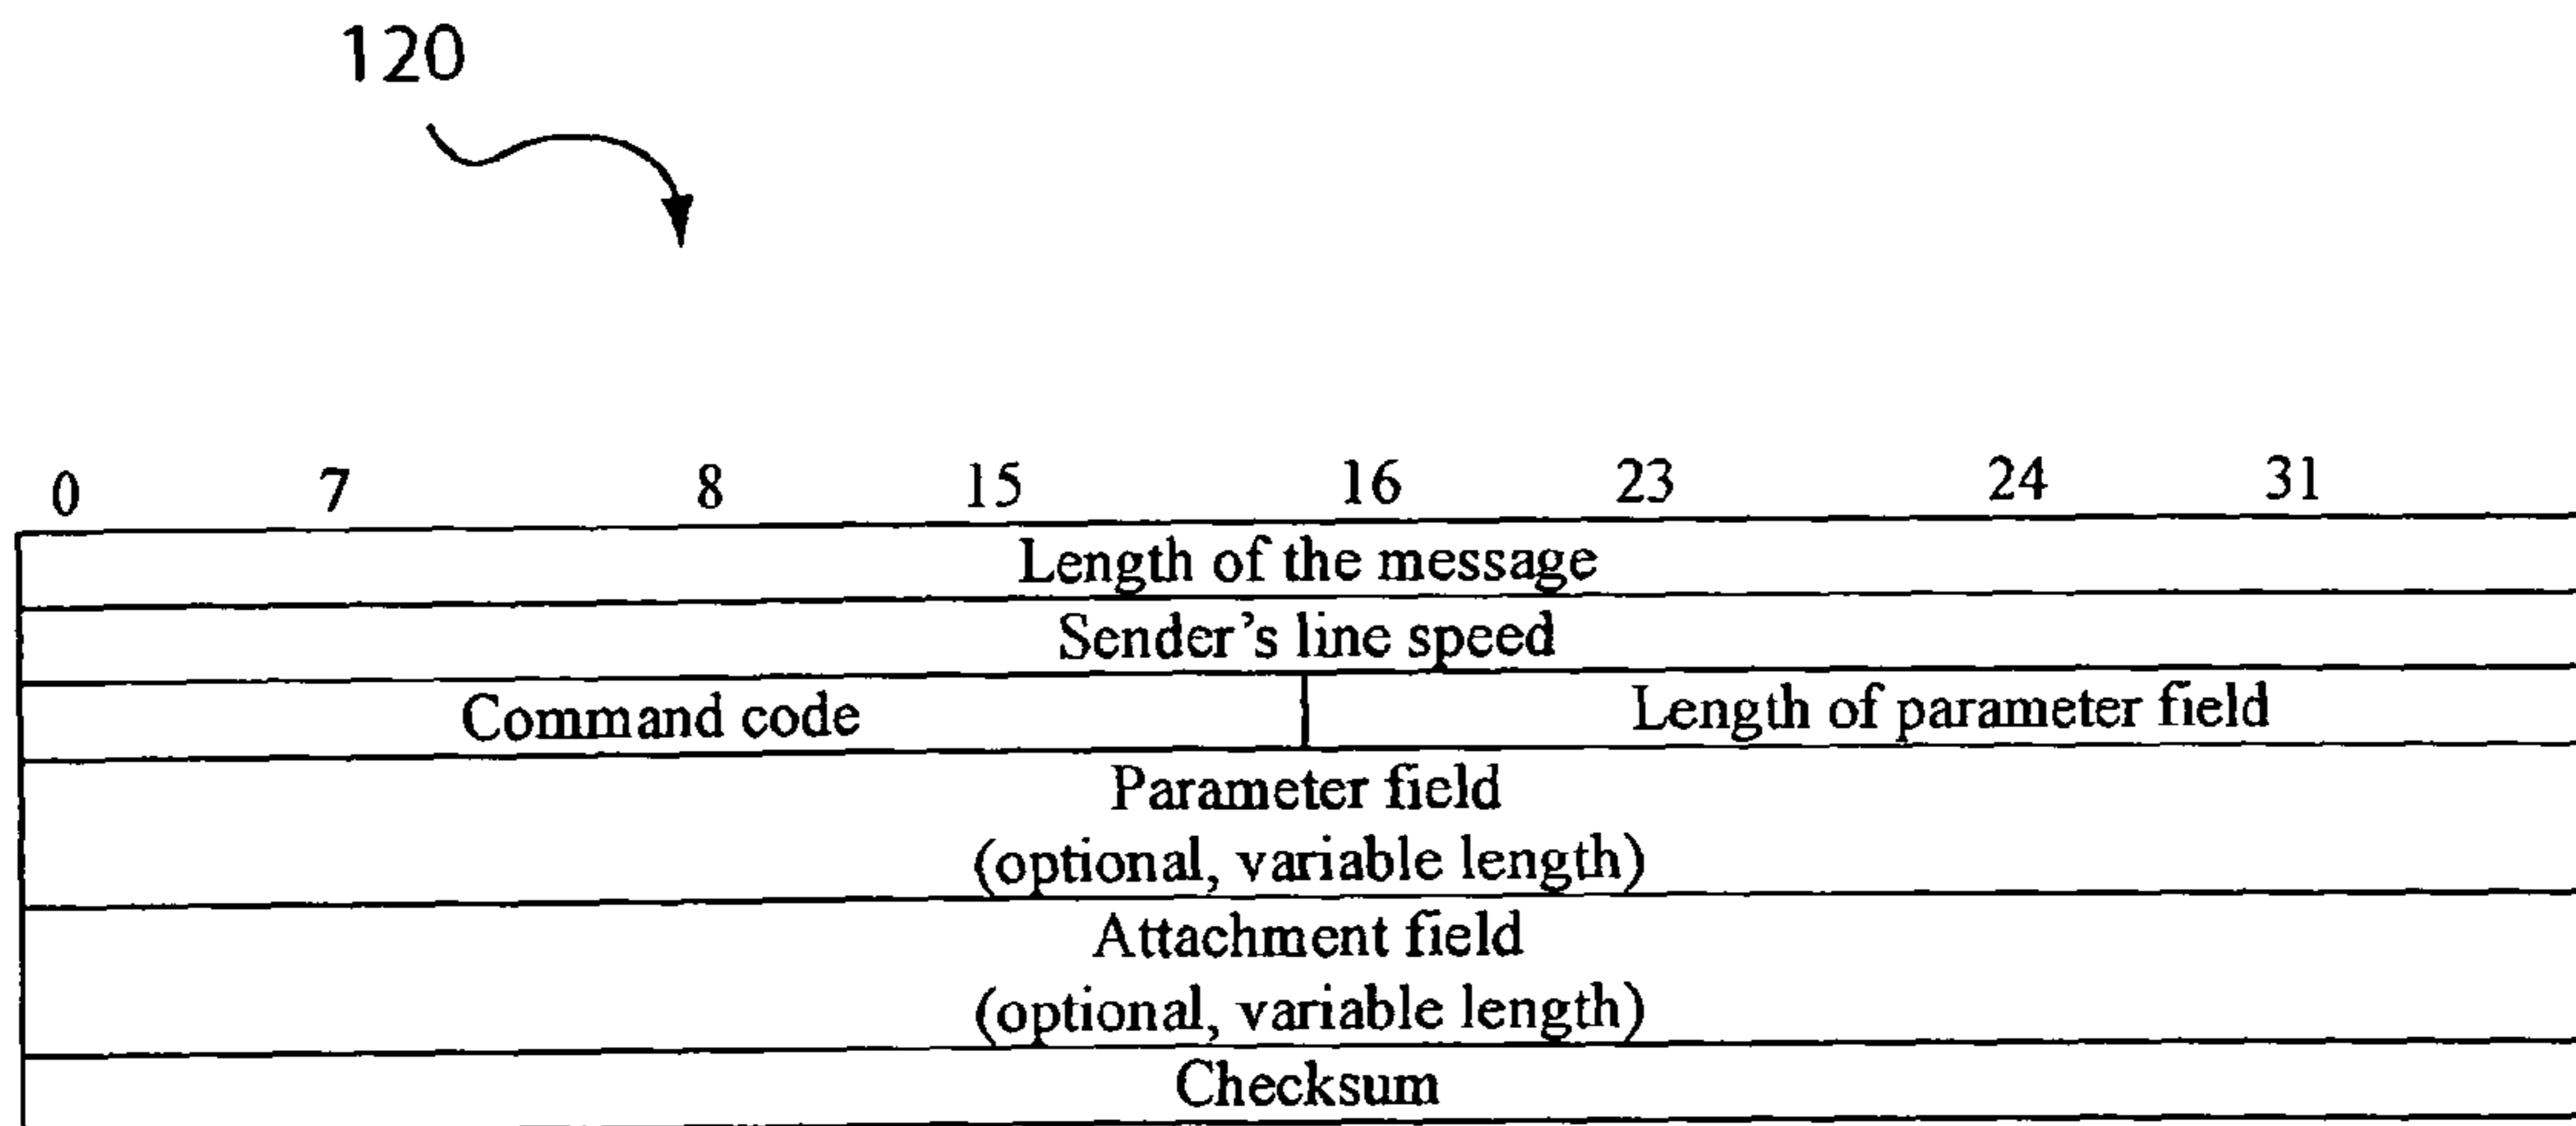 120
0 7 8 15 16 23 24 31
Length of the message
Sender's line speed
Command code Length of parameter field
Parameter field
(optional, variable length)
Attachment field
(optional, variable length)
Checksum